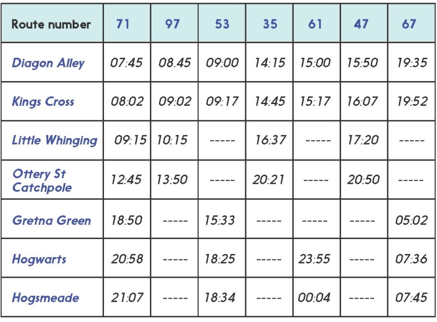 Route number 71 97 53 35 61 47 67
Diagon Alley 07:45 08.45 09:00 14:15 15:00 15:50 19:35
Kings Cross 08:02 09:02 09:17 14:45 15:17 16:07 19:52
Little Whinging 09:15 10:15 ----- 16:37 ----- 17:20 -----
Ottery St
Catchpole 12:45 13:50 ----- 20:21 ----- 20:50 -----
Gretna Green 18:50 ----- 15:33 ----- ----- ----- 05:02
Hogwarts 20:58 ----- 18:25 ----- 23:55 ----- 07:36
Hogsmeade 21:07 ----- 18:34 ----- 00:04 ----- 07:45